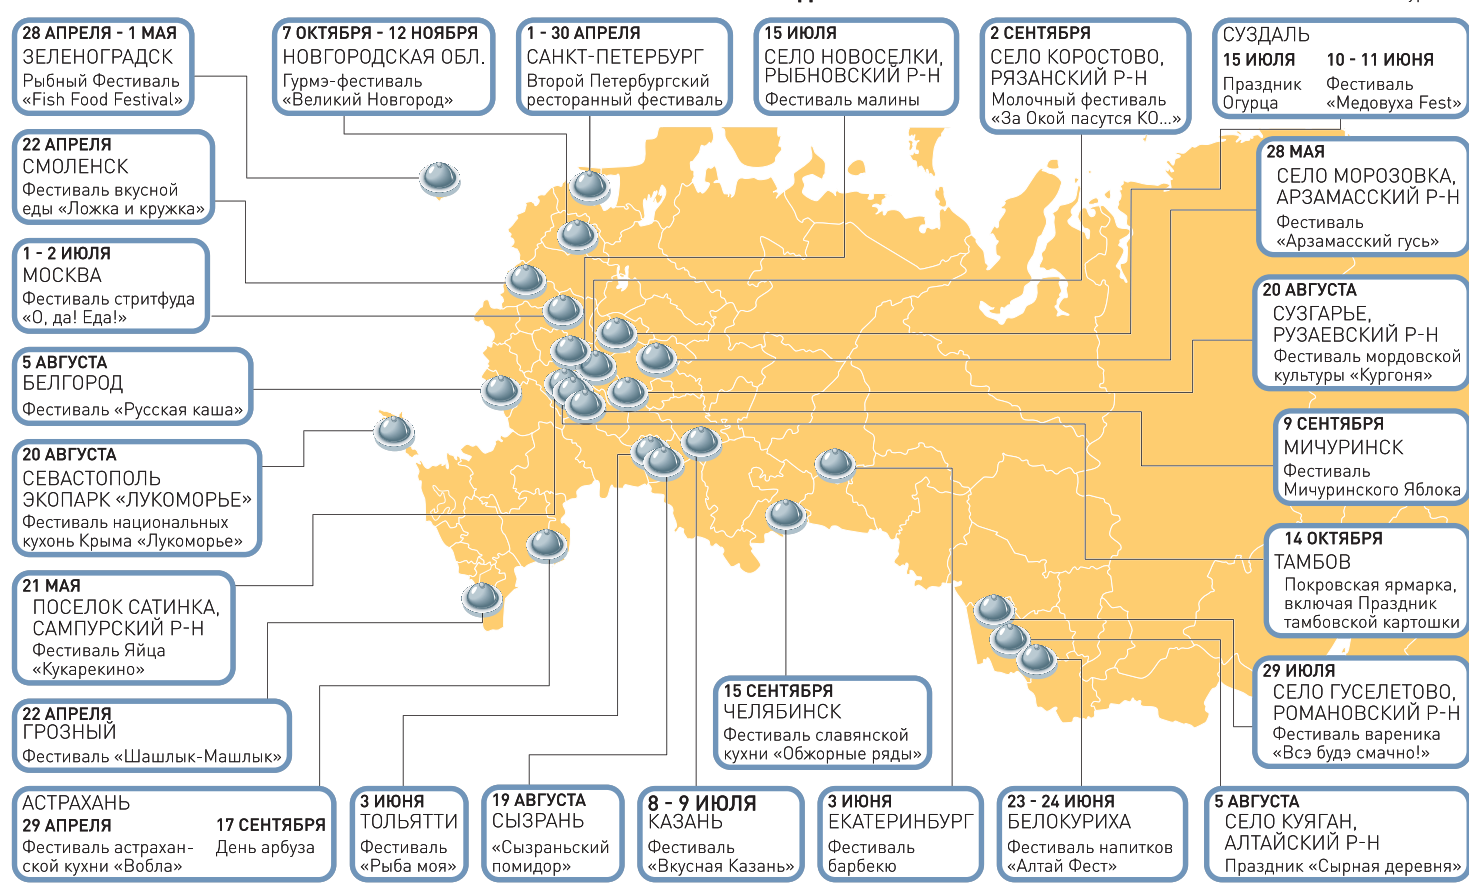 28 АПРЕЛЯ - 1 МАЯ
ЗЕЛЕНОГРАДСК
Рыбный Фестиваль
«Fish Food Festival»
7 ОКТЯБРЯ - 12 НОЯБРЯ
НОВГОРОДСКАЯ ОБЛ.
Гурмэ-фестиваль
«Великий Новгород»
1 - 30 АПРЕЛЯ
САНКТ-ПЕТЕРБУРГ
Второй Петербургский
ресторанный фестиваль
15 ИЮЛЯ
СЕЛО НОВОСЕЛКИ,
РЫБНОВСКИЙ Р-Н
Фестиваль малины
2 СЕНТЯБРЯ
СЕЛО КОРОСТОВО,
РЯЗАНСКИЙ Р-Н
Молочный фестиваль
«За Окой пасутся КО...»
СУЗДАЛЬ
15 ИЮЛЯ
Праздник
Огурца
10 - 11 ИЮНЯ
Фестиваль
«Медовуха Fest»
22 АПРЕЛЯ
СМОЛЕНСК
Фестиваль вкусной
еды «Ложка и кружка»
28 МАЯ
СЕЛО МОРОЗОВКА,
АРЗАМАССКИЙ Р-Н
Фестиваль
«Арзамасский гусь»
1 - 2 ИЮЛЯ
МОСКВА
Фестиваль стритфуда
«О, да! Еда!»
20 АВГУСТА
СУЗГАРЬЕ,
РУЗАЕВСКИЙ Р-Н
Фестиваль мордовской
культуры «Кургоня»
5 АВГУСТА
БЕЛГОРОД
Фестиваль «Русская каша»
9 СЕНТЯБРЯ
МИЧУРИНСК
Фестиваль
Мичуринского Яблока
20 АВГУСТА
СЕВАСТОПОЛЬ
ЭКОПАРК «ЛУКОМОРЬЕ»
Фестиваль национальных
кухонь Крыма «Лукоморье»
14 ОКТЯБРЯ
ТАМБОВ
Покровская ярмарка,
включая Праздник
тамбовской картошки
21 МАЯ
ПОСЕЛОК САТИНКА,
САМПУРСКИЙ Р-Н
Фестиваль Яйца
«Кукарекино»
29 ИЮЛЯ
СЕЛО ГУСЕЛЕТОВО,
РОМАНОВСКИЙ Р-Н
Фестиваль вареника
«Всэ будэ смачно!»
22 АПРЕЛЯ
ГРОЗНЫЙ
Фестиваль «Шашлык-Машлык»
15 СЕНТЯБРЯ
ЧЕЛЯБИНСК
Фестиваль славянской
кухни «Обжорные ряды»
АСТРАХАНЬ
29 АПРЕЛЯ
Фестиваль астрахан-
ской кухни «Вобла»
17 СЕНТЯБРЯ
День арбуза
3 ИЮНЯ
ТОЛЬЯТТИ
Фестиваль
«Рыба моя»
19 АВГУСТА
СЫЗРАНЬ
«Сызраньский
помидор»
8 - 9 ИЮЛЯ
КАЗАНЬ
Фестиваль
«Вкусная Казань»
3 ИЮНЯ
ЕКАТЕРИНБУРГ
Фестиваль
барбекю
23 - 24 ИЮНЯ
БЕЛОКУРИХА
Фестиваль напитков
«Алтай Фест»
5 АВГУСТА
СЕЛО КУЯГАН,
АЛТАЙСКИЙ Р-Н
Праздник «Сырная деревня»